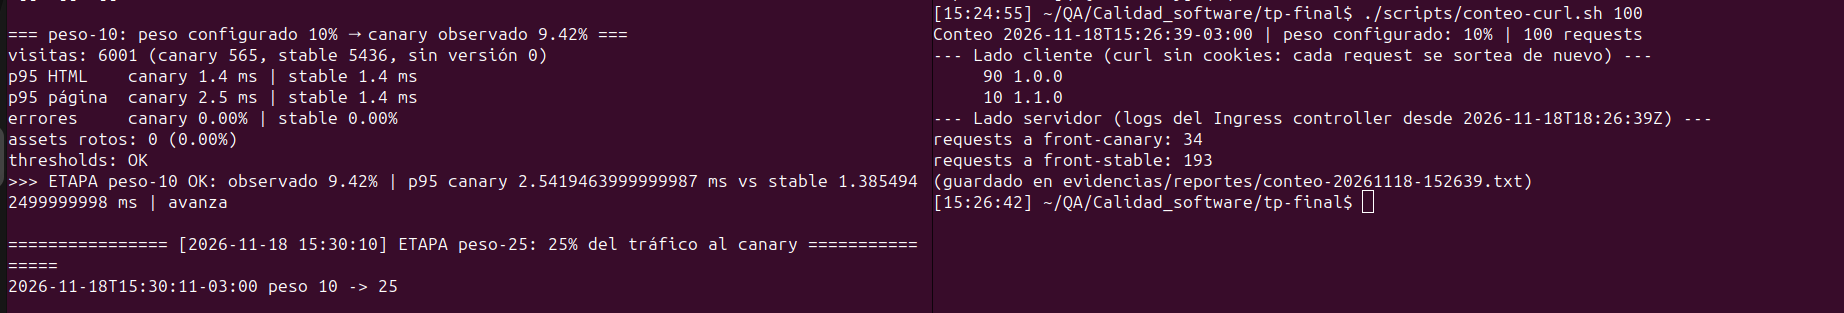 === peso-10: peso configurado 10% → canary observado 9.42% ===
visitas: 6001 (canary 565, stable 5436, sin versión 0)
p95 HTML    canary 1.4 ms | stable 1.4 ms
p95 página  canary 2.5 ms | stable 1.4 ms
errores     canary 0.00% | stable 0.00%
assets rotos: 0 (0.00%)
thresholds: OK
>>> ETAPA peso-10 OK: observado 9.42% | p95 canary 2.5419463999999987 ms vs stable 1.385494
2499999998 ms | avanza
================ [2026-11-18 15:30:10] ETAPA peso-25: 25% del tráfico al canary ===========
=====
2026-11-18T15:30:11-03:00 peso 10 -> 25
[15:24:55] ~/QA/Calidad_software/tp-final$ ./scripts/conteo-curl.sh 100
Conteo 2026-11-18T15:26:39-03:00 | peso configurado: 10% | 100 requests
--- Lado cliente (curl sin cookies: cada request se sortea de nuevo) ---
     90 1.0.0
     10 1.1.0
--- Lado servidor (logs del Ingress controller desde 2026-11-18T18:26:39Z) ---
requests a front-canary: 34
requests a front-stable: 193
(guardado en evidencias/reportes/conteo-20261118-152639.txt)
[15:26:42] ~/QA/Calidad_software/tp-final$